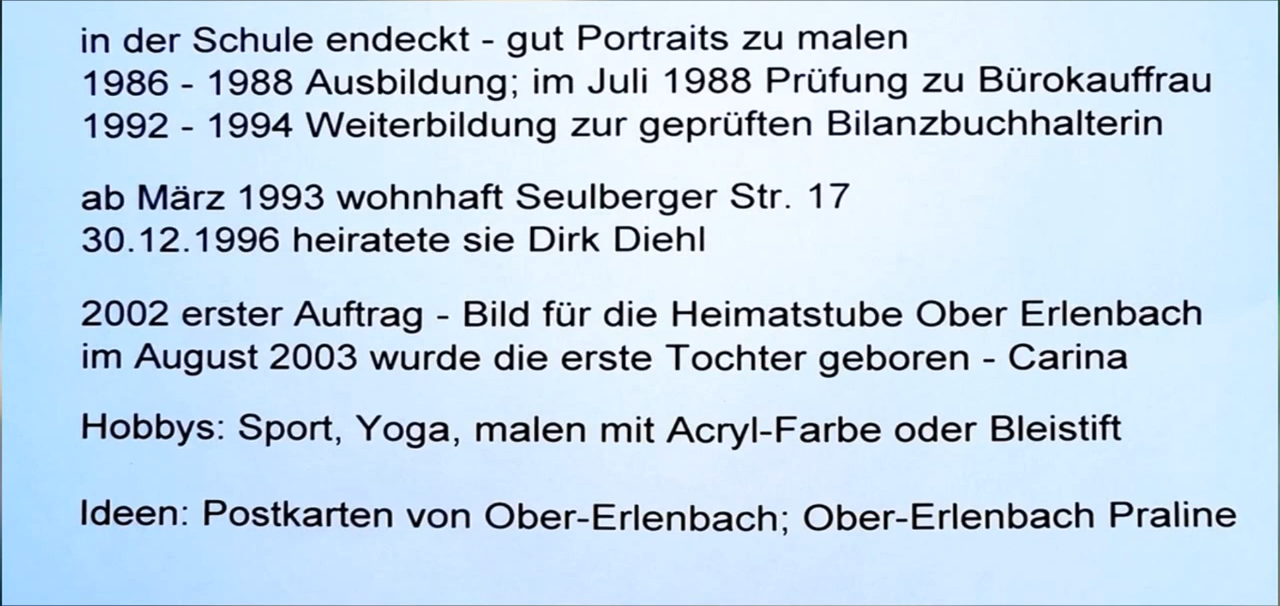 in der Schule endeckt - gut Portraits zu malen
1986 - 1988 Ausbildung; im Juli 1988 Prüfung zu Bürokauffrau
1992 - 1994 Weiterbildung zur geprüften Bilanzbuchhalterin
ab März 1993 wohnhaft Seulberger Str. 17
30.12.1996 heiratete sie Dirk Diehl
2002 erster Auftrag - Bild für die Heimatstube Ober Erlenbach
im August 2003 wurde die erste Tochter geboren - Carina
Hobbys: Sport, Yoga, malen mit Acryl-Farbe oder Bleistift
Ideen: Postkarten von Ober-Erlenbach; Ober-Erlenbach Praline